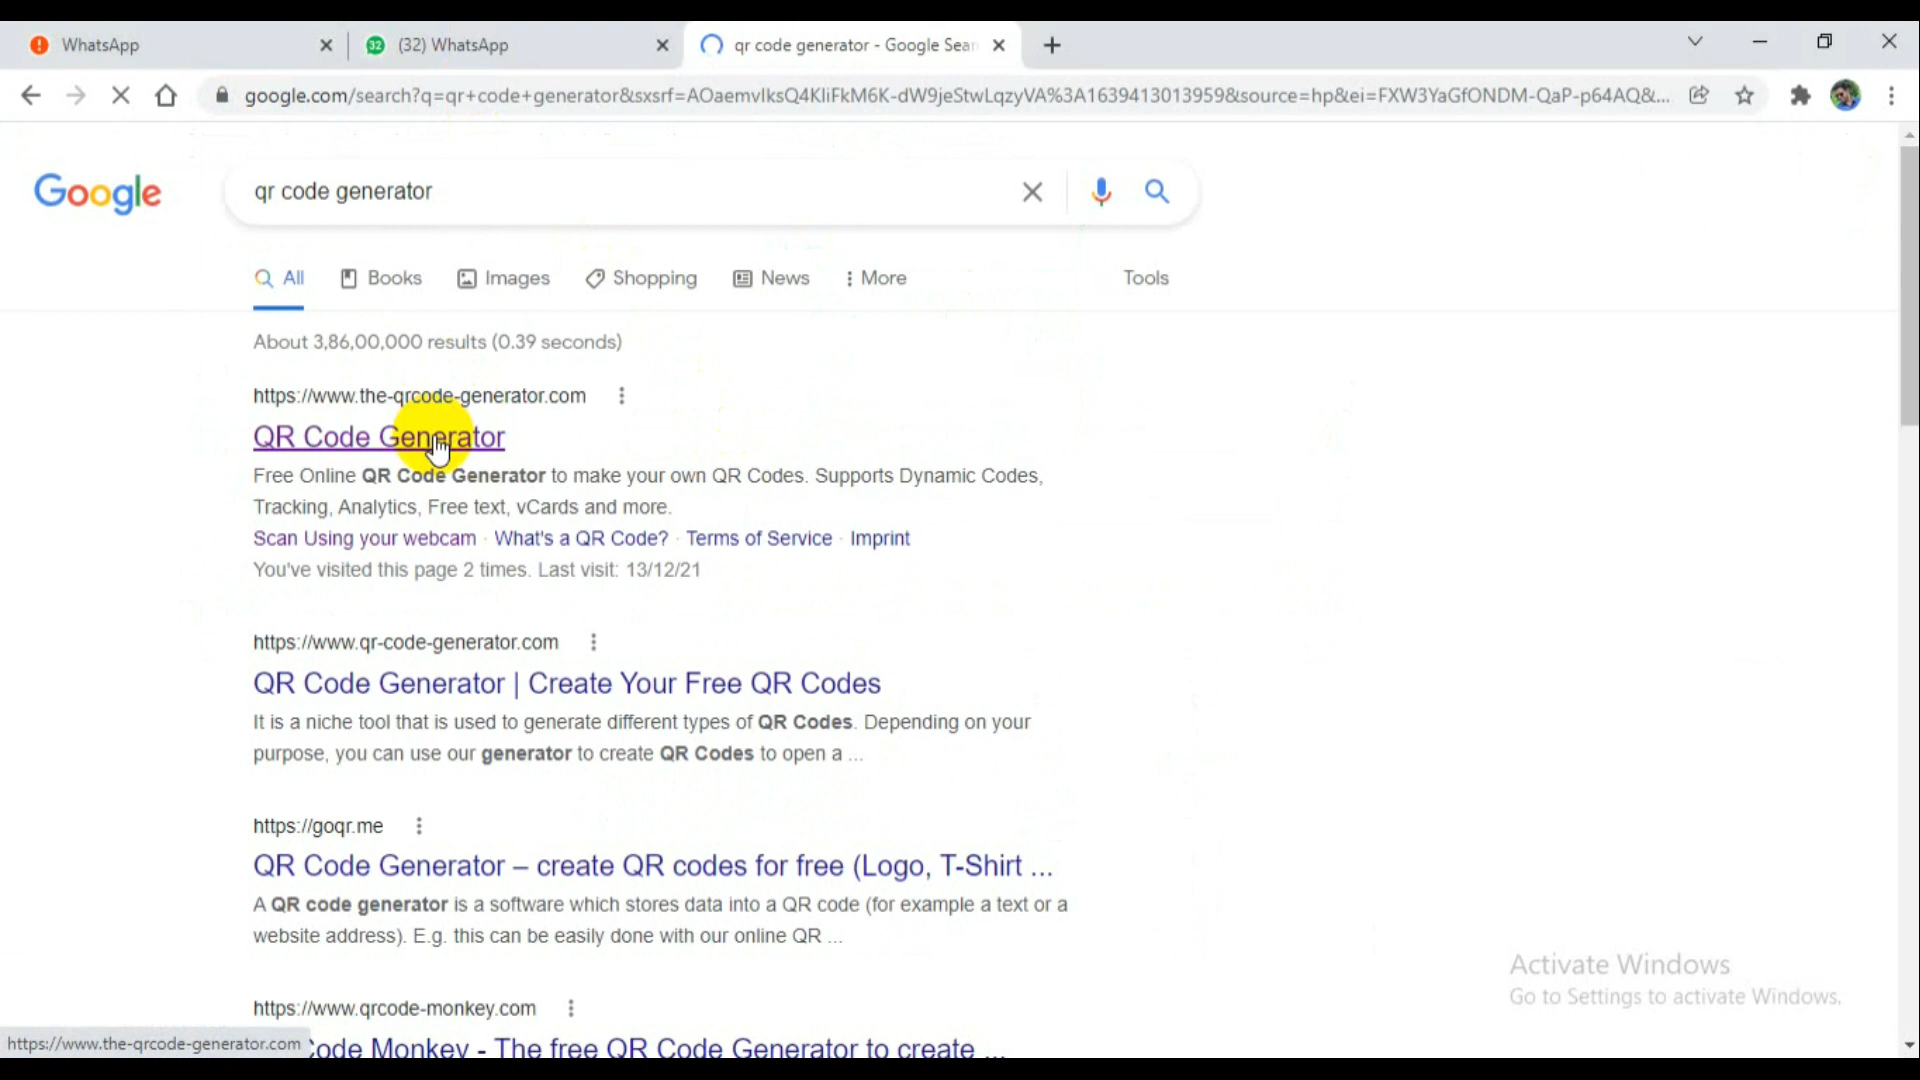 WhatsApp
32 (32) WhatsApp
qr code generator - Google Sear
google.com/search?q=qr+code+generator&sxsrf=AOaemvIksQ4KIiFkM6K-dW9jeStwLqzyVA%3A1639413013959&source=hp&ei=FXW3YaGfONDM-QaP-p64AQ&...
Google
qr code generator
All Books Images Shopping News More Tools
About 3,86,00,000 results (0.39 seconds)
https://www.the-qrcode-generator.com
QR Code Generator
Free Online QR Code Generator to make your own QR Codes. Supports Dynamic Codes,
Tracking, Analytics, Free text, vCards and more.
Scan Using your webcam · What's a QR Code? · Terms of Service · Imprint
You've visited this page 2 times. Last visit: 13/12/21
https://www.qr-code-generator.com
QR Code Generator | Create Your Free QR Codes
It is a niche tool that is used to generate different types of QR Codes. Depending on your
purpose, you can use our generator to create QR Codes to open a ...
https://goqr.me
QR Code Generator – create QR codes for free (Logo, T-Shirt ...
A QR code generator is a software which stores data into a QR code (for example a text or a
website address). E.g. this can be easily done with our online QR ...
https://www.qrcode-monkey.com
Code Monkey - The free QR Code Generator to create ...
https://www.the-qrcode-generator.com
Activate Windows
Go to Settings to activate Windows.